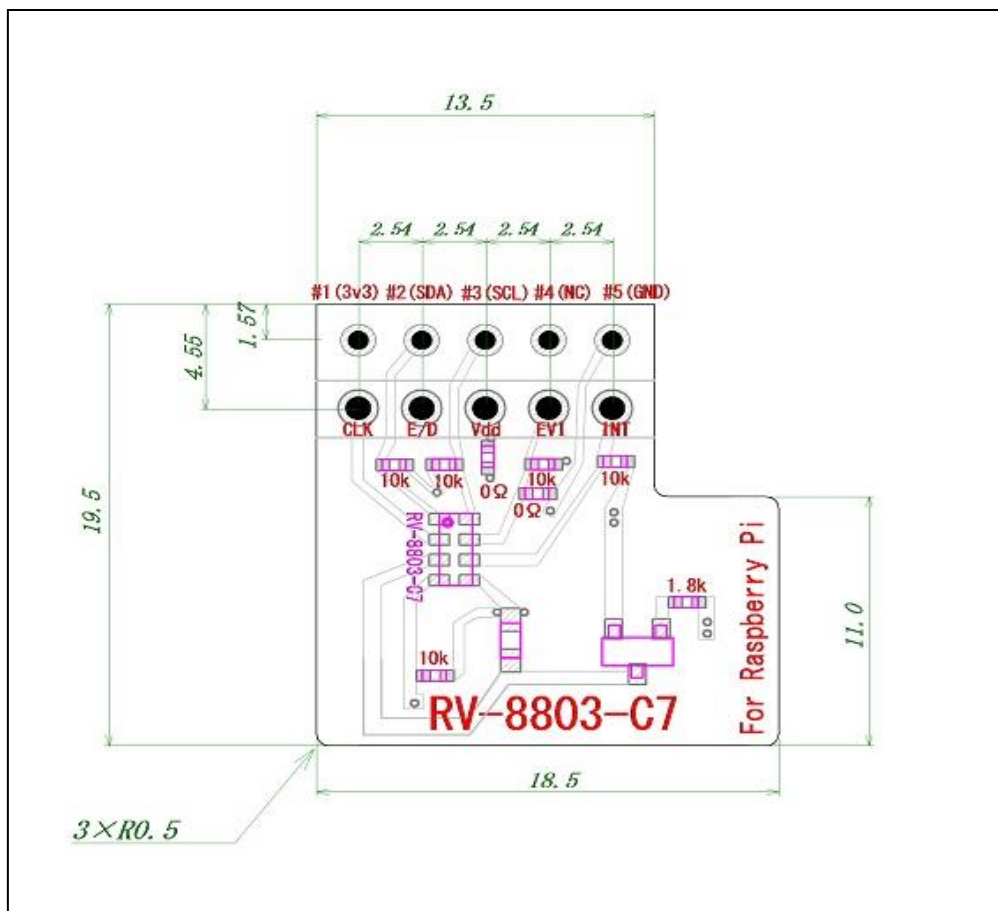 13.5
2.54 2.54 2.54 2.54
#1(3v3) #2(SDA) #3(SCL) #4(NC) #5(GND)
1.57
4.55
CLK E/D Vdd EVI INT
10k 10k 10k 10k
0Ω 0Ω
19.5
RV-8803-C7
1.8k
11.0
For Raspberry Pi
10k
RV-8803-C7
18.5
3×R0.5